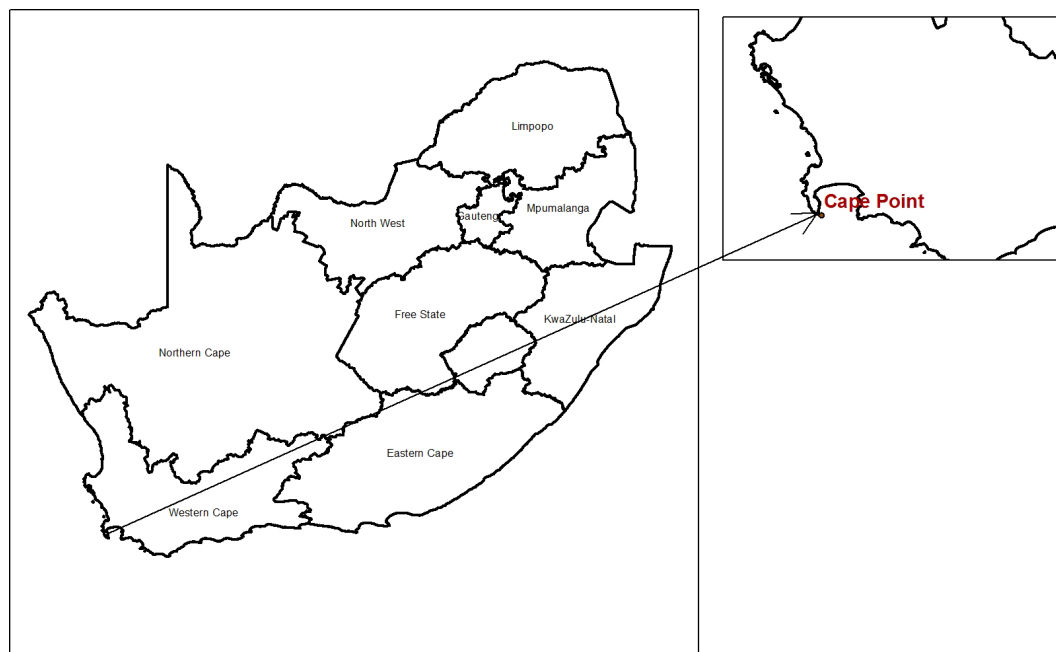 Limpopo
North West
Gauteng
Mpumalanga
Free State
KwaZulu-Natal
Northern Cape
Eastern Cape
Western Cape
Cape Point